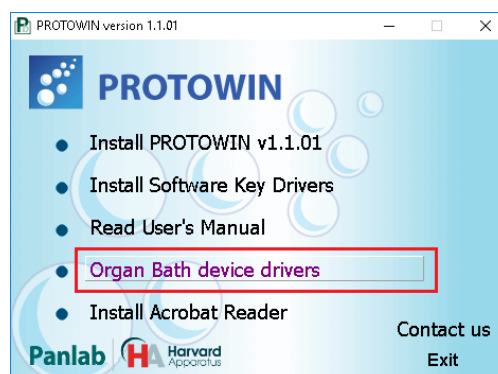 PROTOWIN version 1.1.01
PROTOWIN
Install PROTOWIN v1.1.01
Install Software Key Drivers
Read User's Manual
Organ Bath device drivers
Install Acrobat Reader
Contact us
Panlab HA Harvard Apparatus
Exit